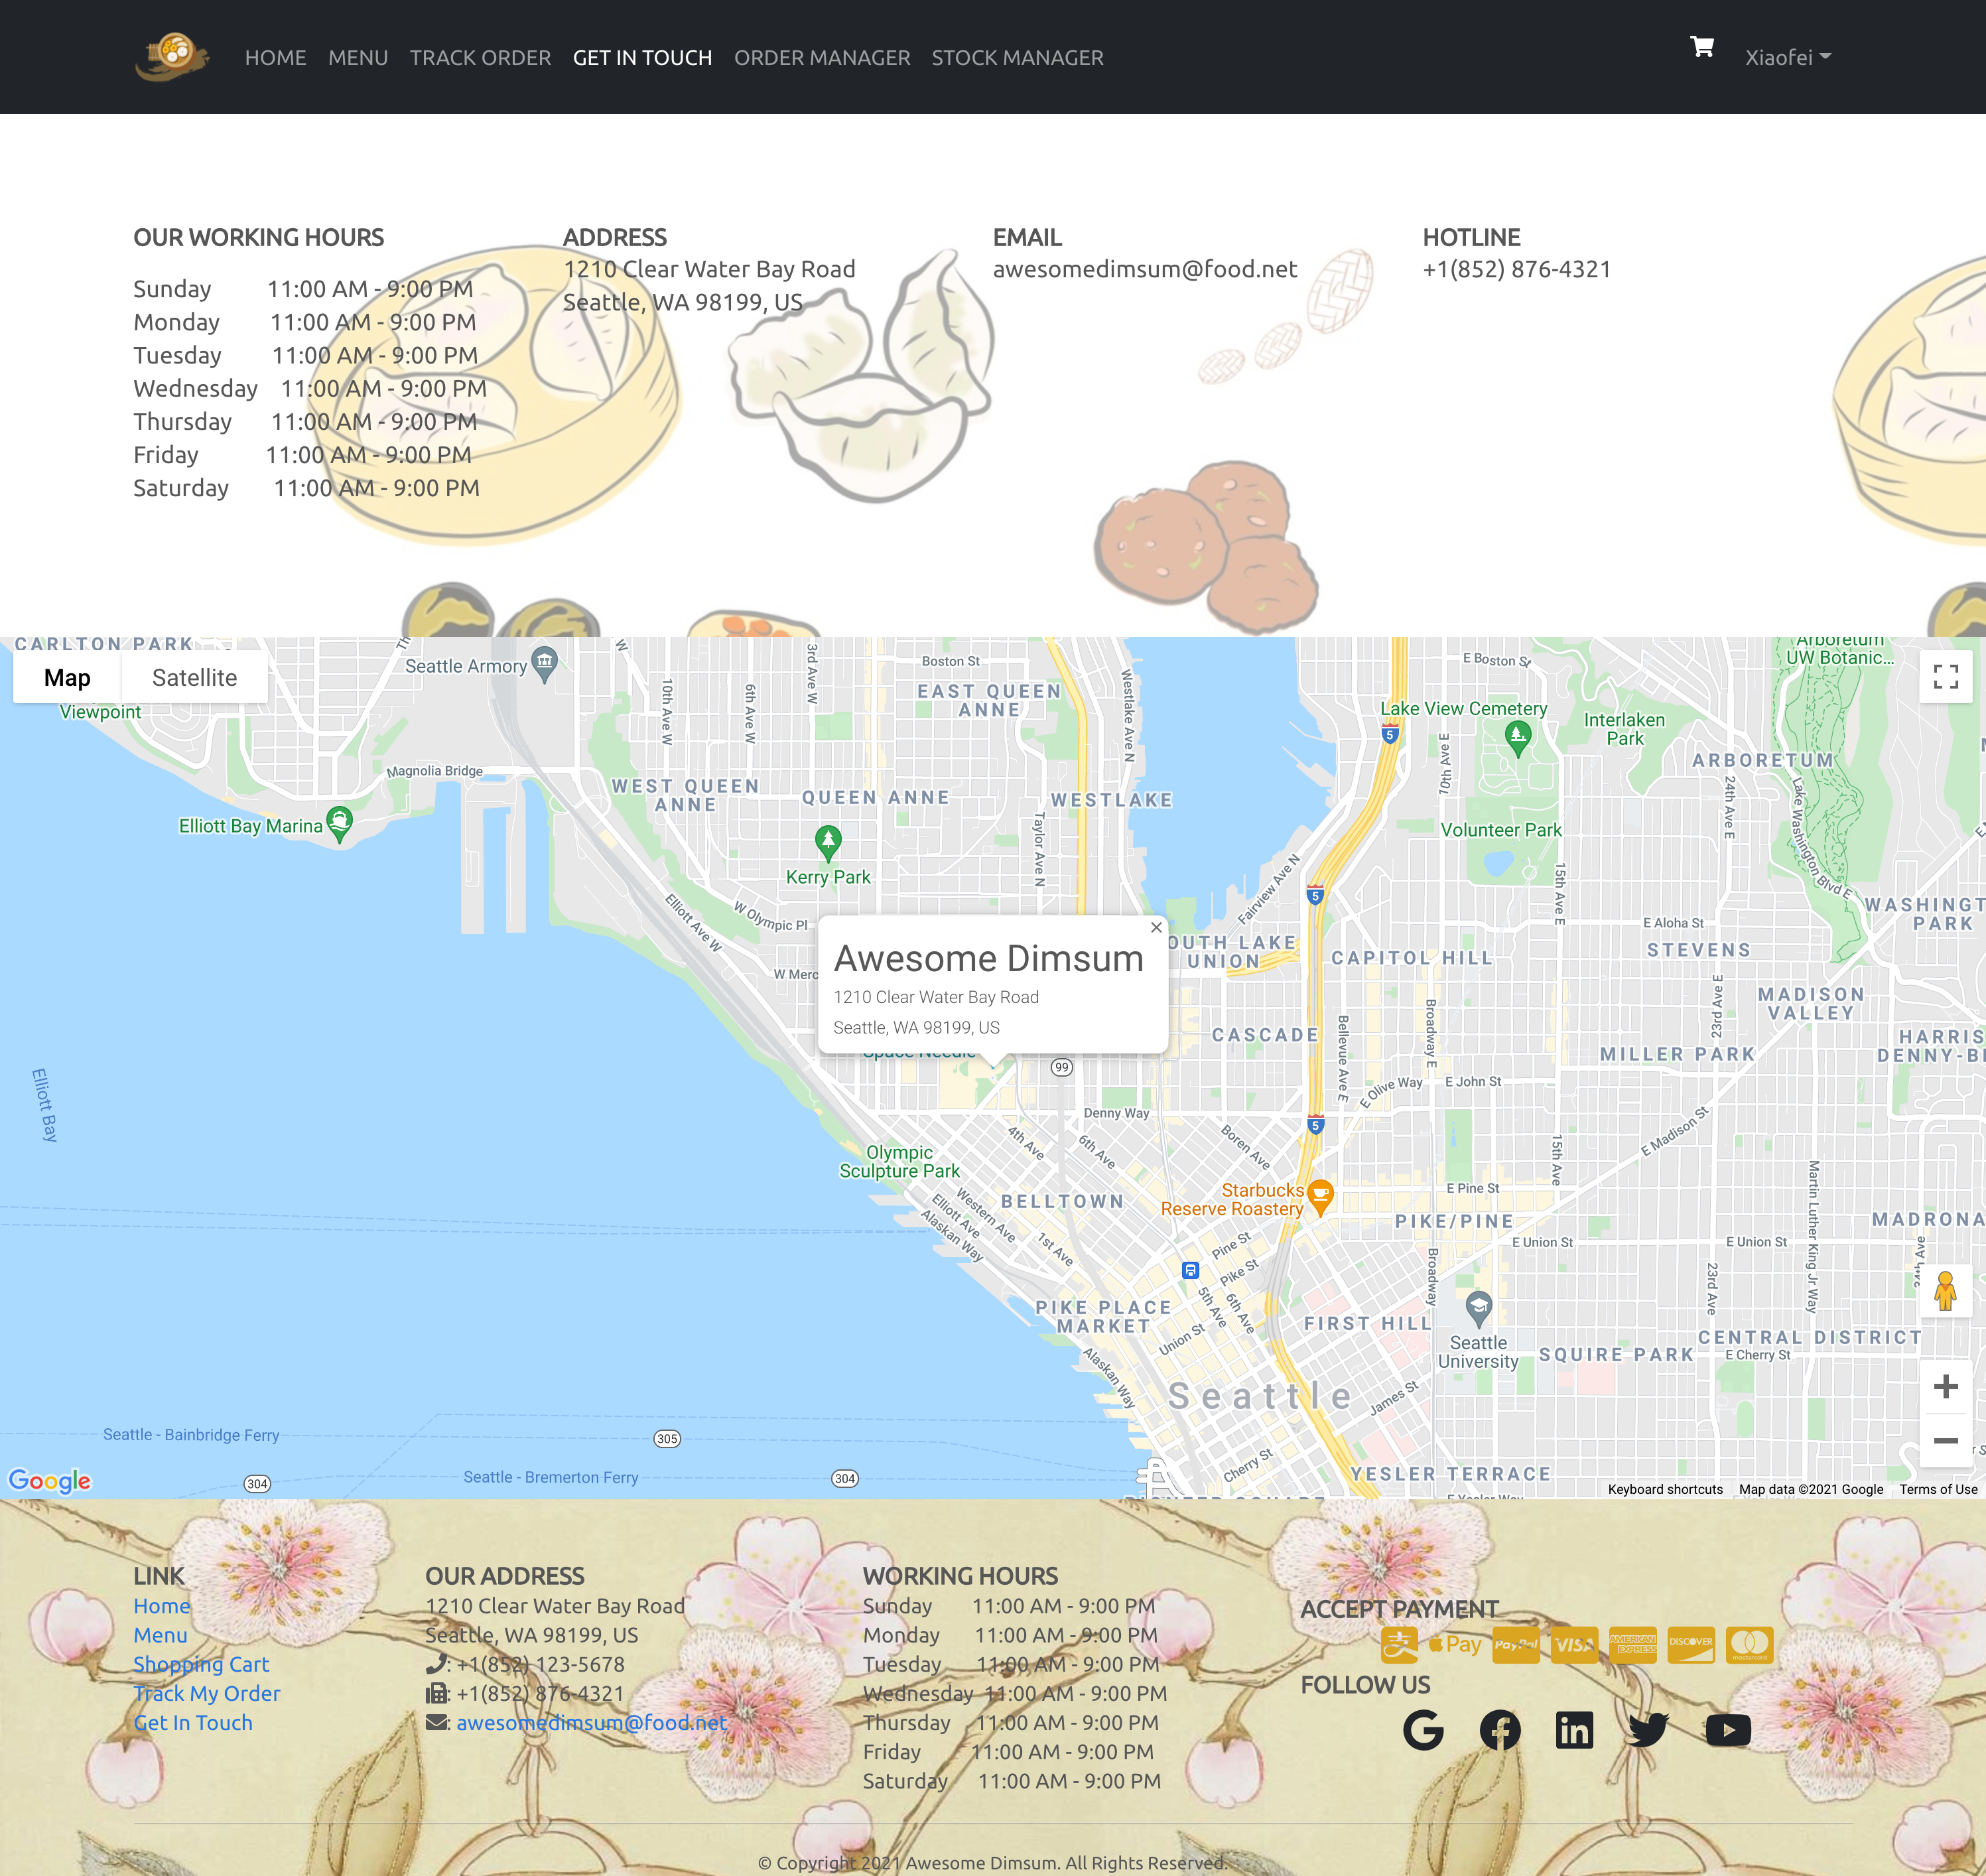 HOME MENU TRACK ORDER GET IN TOUCH ORDER MANAGER STOCK MANAGER Xiaofei
OUR WORKING HOURS
Sunday 11:00 AM - 9:00 PM
Monday 11:00 AM - 9:00 PM
Tuesday 11:00 AM - 9:00 PM
Wednesday 11:00 AM - 9:00 PM
Thursday 11:00 AM - 9:00 PM
Friday 11:00 AM - 9:00 PM
Saturday 11:00 AM - 9:00 PM
ADDRESS
1210 Clear Water Bay Road
Seattle, WA 98199, US
EMAIL
awesomedimsum@food.net
HOTLINE
+1(852) 876-4321
CARLTON PARK
Map Satellite
Viewpoint
Seattle Armory
Magnolia Bridge
Elliott Bay Marina
10th Ave W
6th Ave W
3rd Ave W
Boston St
EAST QUEEN
ANNE
Westlake Ave N
WEST QUEEN
ANNE
QUEEN ANNE
WESTLAKE
Taylor Ave N
Kerry Park
Elliott Ave W
W Olympic Pl
Fairview Ave N
E Boston St
Lake View Cemetery
Interlaken
Park
Arboretum
UW Botanic...
ARBORETUM
10th Ave E
24th Ave E
Lake Washington Blvd E
Volunteer Park
15th Ave E
5
5
E Aloha St
STEVENS
UNION
CAPITOL HILL
PARK
MADISON
VALLEY
23rd Ave E
CASCADE
Bellevue Ave E
Broadway E
MILLER PARK
HARRIS
Awesome Dimsum
1210 Clear Water Bay Road
Seattle, WA 98199, US
Space Needle
99
Elliott Bay
Denny Way
E Olive Way
E John St
5
4th Ave
6th Ave
Boren Ave
E Madison St
15th Ave
Olympic
Sculpture Park
BELLTOWN
Western Ave
Elliott Ave
Alaskan Way
1st Ave
Starbucks
Reserve Roastery
E Pine St
PIKE/PINE
Martin Luther King Jr Way
MADRONA
Pine St
Pike St
E Union St
E Union St
5th Ave
6th Ave
Broadway
23rd Ave
PIKE PLACE
MARKET
Union St
FIRST HILL
Seattle
University
CENTRAL DISTRICT
SQUIRE PARK
E Cherry St
Alaskan Way
Seattle
James St
Seattle - Bainbridge Ferry
305
Seattle - Bremerton Ferry
304
304
Cherry St
YESLER TERRACE
E Yesler Way
PIONEER SQUARE
Google
Keyboard shortcuts Map data ©2021 Google Terms of Use
LINK
Home
Menu
Shopping Cart
Track My Order
Get In Touch
OUR ADDRESS
1210 Clear Water Bay Road
Seattle, WA 98199, US
: +1(852) 123-5678
: +1(852) 876-4321
: awesomedimsum@food.net
WORKING HOURS
Sunday 11:00 AM - 9:00 PM
Monday 11:00 AM - 9:00 PM
Tuesday 11:00 AM - 9:00 PM
Wednesday 11:00 AM - 9:00 PM
Thursday 11:00 AM - 9:00 PM
Friday 11:00 AM - 9:00 PM
Saturday 11:00 AM - 9:00 PM
ACCEPT PAYMENT
支 Pay PayPal VISA AMERICAN EXPRESS DISCOVER mastercard
FOLLOW US
© Copyright 2021 Awesome Dimsum. All Rights Reserved.